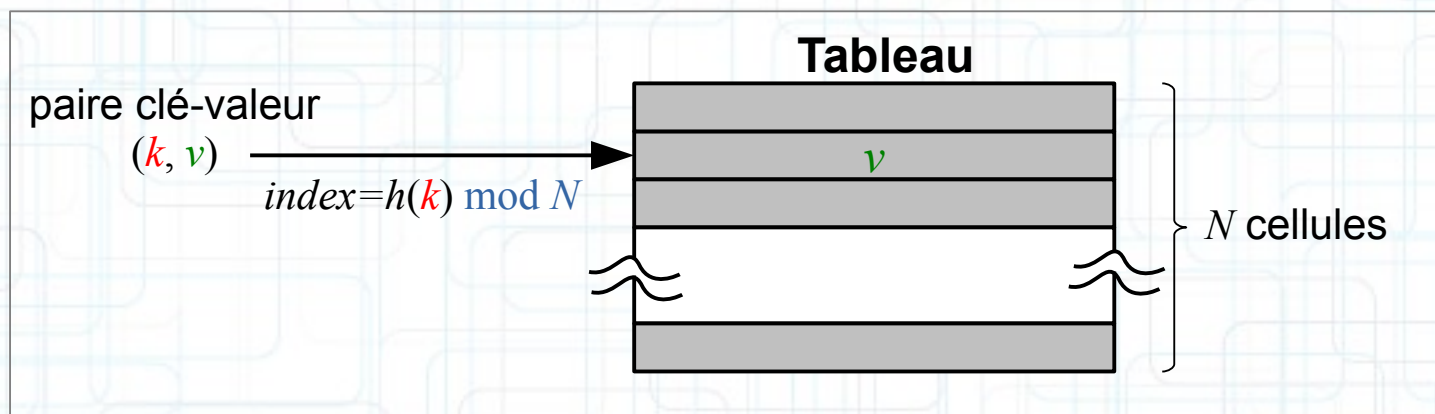 Tableau
paire clé-valeur
(k, v)
v
index=h(k) mod N
N cellules